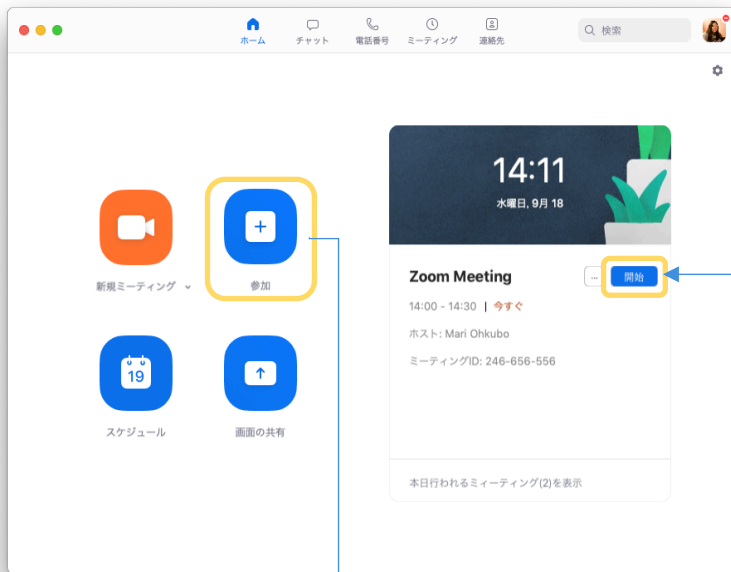 ホーム
チャット
電話番号
ミーティング
連絡先
検索
14:11
水曜日, 9月 18
新規ミーティング
参加
Zoom Meeting
...
開始
14:00 - 14:30 | 今すぐ
ホスト: Mari Ohkubo
ミーティングID: 246-656-556
19
スケジュール
画面の共有
本日行われるミィーティング(2)を表示